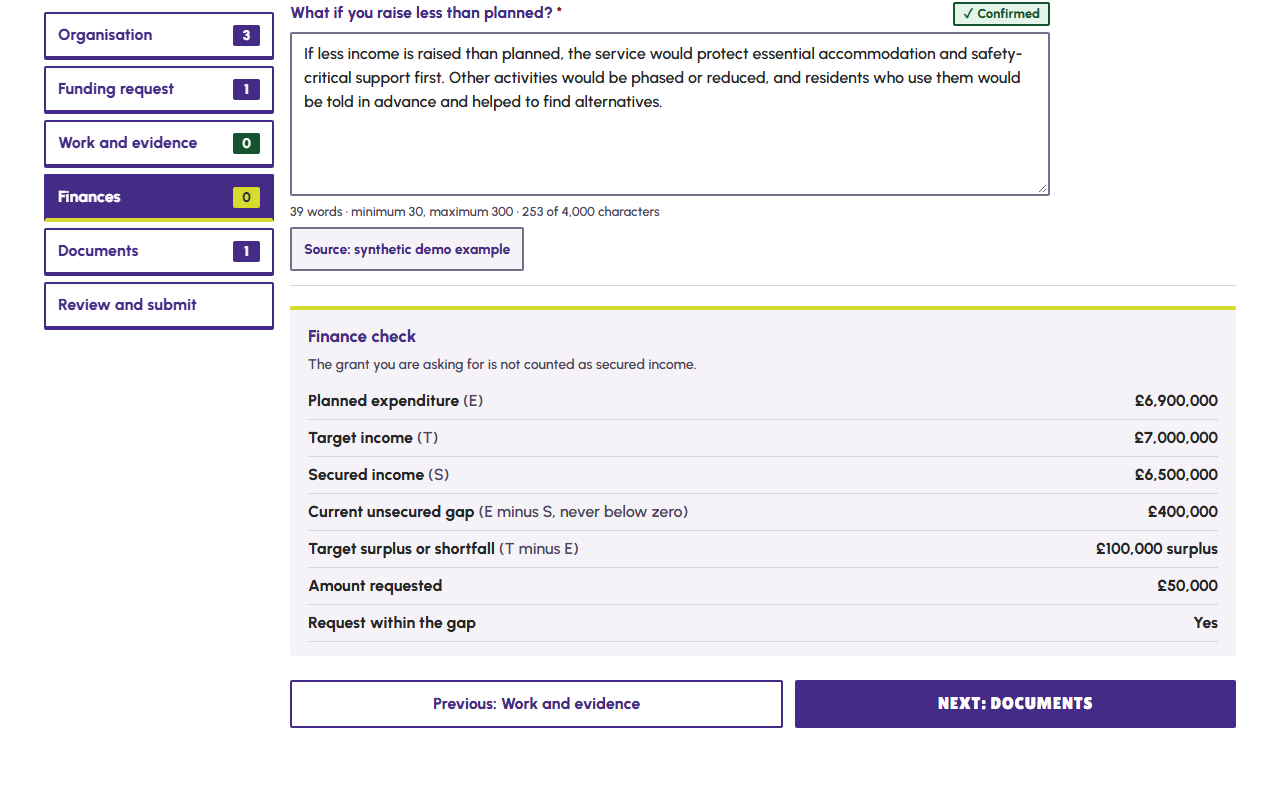 Organisation 3
Funding request 1
Work and evidence 0
Finances 0
Documents 1
Review and submit
What if you raise less than planned? *
✓ Confirmed
If less income is raised than planned, the service would protect essential accommodation and safety-
critical support first. Other activities would be phased or reduced, and residents who use them would
be told in advance and helped to find alternatives.
39 words · minimum 30, maximum 300 · 253 of 4,000 characters
Source: synthetic demo example
Finance check
The grant you are asking for is not counted as secured income.
Planned expenditure (E) £6,900,000
Target income (T) £7,000,000
Secured income (S) £6,500,000
Current unsecured gap (E minus S, never below zero) £400,000
Target surplus or shortfall (T minus E) £100,000 surplus
Amount requested £50,000
Request within the gap Yes
Previous: Work and evidence
NEXT: DOCUMENTS